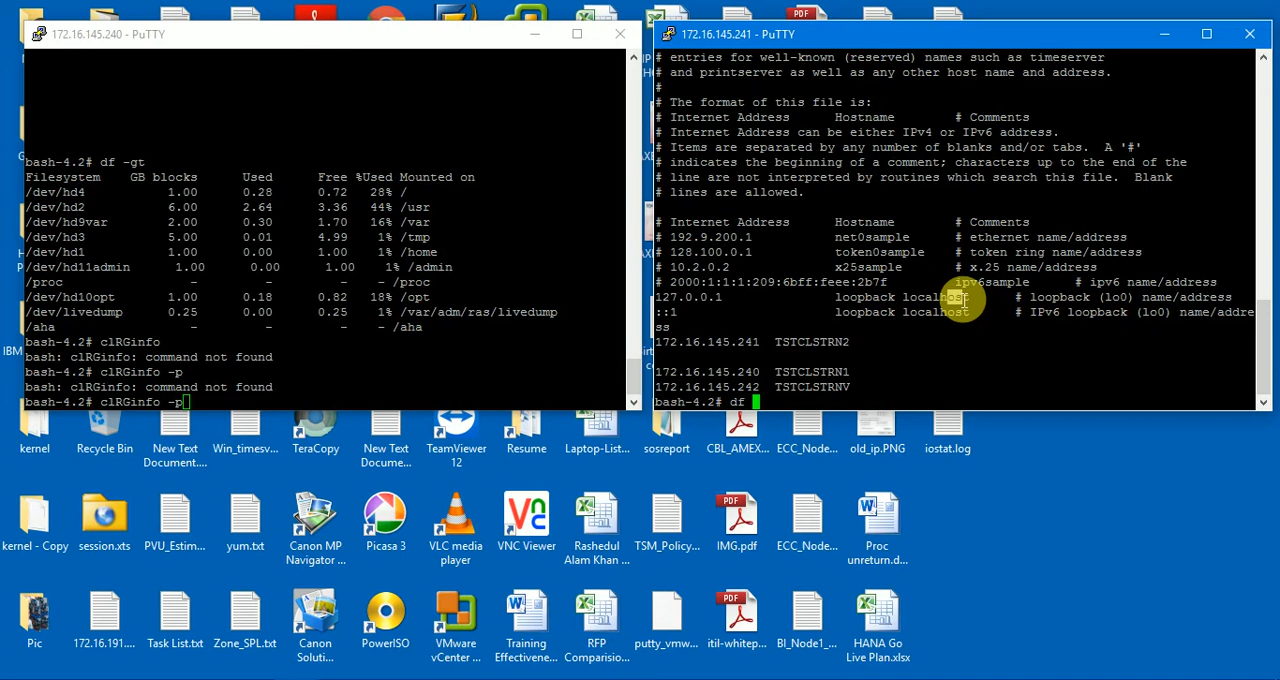 172.16.145.240 - PuTTY
bash-4.2# df -gt
Filesystem    GB blocks      Used      Free %Used Mounted on
/dev/hd4           1.00      0.28      0.72   28% /
/dev/hd2           6.00      2.64      3.36   44% /usr
/dev/hd9var        2.00      0.30      1.70   16% /var
/dev/hd3           5.00      0.01      4.99    1% /tmp
/dev/hd1           1.00      0.00      1.00    1% /home
/dev/hd11admin      1.00      0.00      1.00    1% /admin
/proc                 -         -         -     -  /proc
/dev/hd10opt       1.00      0.18      0.82   18% /opt
/dev/livedump      0.25      0.00      0.25    1% /var/adm/ras/livedump
/aha                  -         -         -     -  /aha
bash-4.2# clRGinfo
bash: clRGinfo: command not found
bash-4.2# clRGinfo -p
bash: clRGinfo: command not found
bash-4.2# clRGinfo -p
172.16.145.241 - PuTTY
# entries for well-known (reserved) names such as timeserver
# and printserver as well as any other host name and address.
#
# The format of this file is:
# Internet Address      Hostname        # Comments
# Internet Address can be either IPv4 or IPv6 address.
# Items are separated by any number of blanks and/or tabs.  A '#'
# indicates the beginning of a comment; characters up to the end of the
# line are not interpreted by routines which search this file.  Blank
# lines are allowed.
# Internet Address      Hostname        # Comments
# 192.9.200.1           net0sample      # ethernet name/address
# 128.100.0.1           token0sample    # token ring name/address
# 10.2.0.2              x25sample       # x.25 name/address
# 2000:1:1:1:209:6bff:feee:2b7f         ipv6sample      # ipv6 name/address
127.0.0.1               loopback localhost      # loopback (lo0) name/address
::1                     loopback localhost      # IPv6 loopback (lo0) name/addre
ss
172.16.145.241  TSTCLSTRN2
172.16.145.240  TSTCLSTRN1
172.16.145.242  TSTCLSTRNV
bash-4.2# df
IBM
kernel
Recycle Bin
New Text
Document....
Win_timesv...
TeraCopy
New Text
Docume...
TeamViewer
12
Resume
Laptop-List...
sosreport
CBL_AMEX...
ECC_Node...
old_ip.PNG
iostat.log
kernel - Copy
session.xts
PVU_Estim...
yum.txt
Canon MP
Navigator ...
Picasa 3
VLC media
player
VNC Viewer
Rashedul
Alam Khan ...
TSM_Policy...
IMG.pdf
ECC_Node...
Proc
unreturn.d...
Pic
172.16.191....
Task List.txt
Zone_SPL.txt
Canon
Soluti...
PowerISO
VMware
vCenter ...
Training
Effectivene...
RFP
Comparisio...
putty_vmw...
itil-whitep...
BI_Node1_...
HANA Go
Live Plan.xlsx